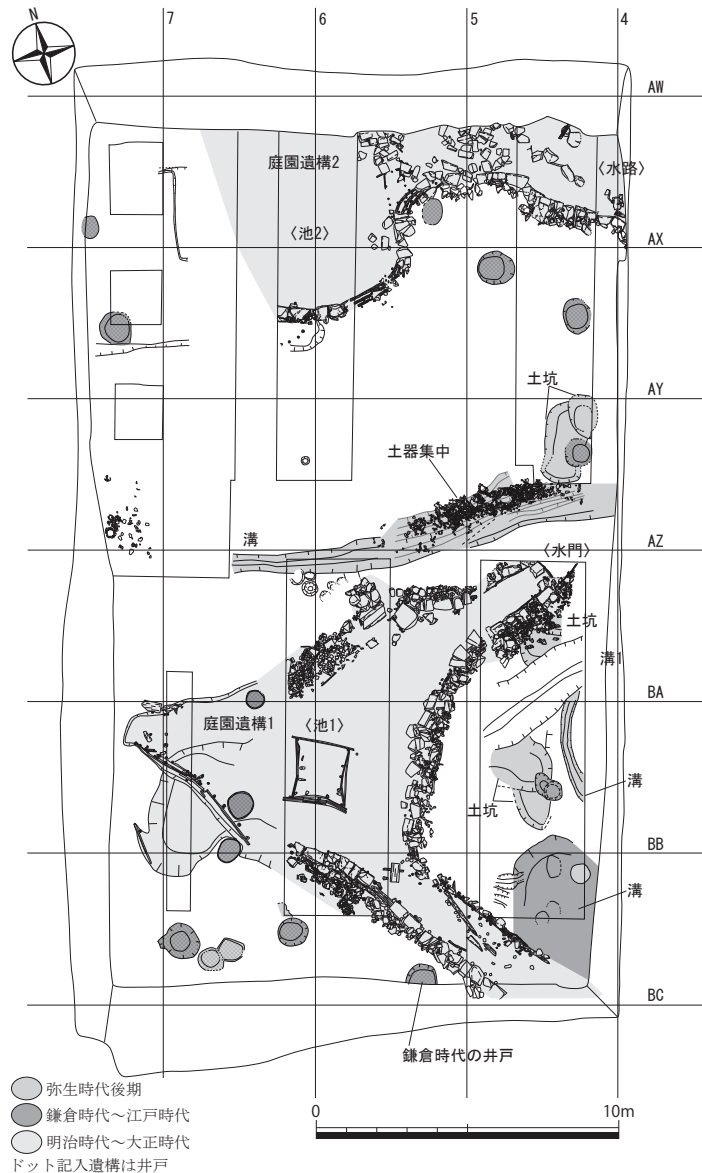 N
7
6
5
4
AW
庭園遺構2
〈水路〉
〈池2〉
AX
土坑
AY
土器集中
溝
AZ
〈水門〉
土坑
溝1
BA
庭園遺構1
〈池1〉
溝
土坑
BB
溝
BC
鎌倉時代の井戸
弥生時代後期
鎌倉時代～江戸時代
明治時代～大正時代
ドット記入遺構は井戸
0
10m